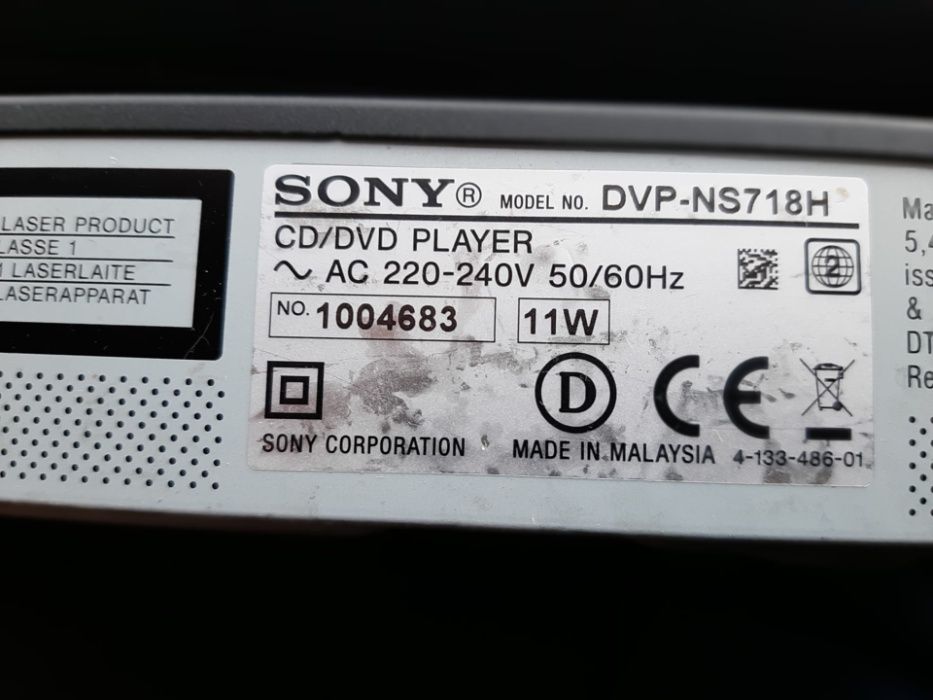 LASER PRODUCT
LASSE 1
LASERLAITE
LASERAPPARAT
SONY® MODEL NO. DVP-NS718H
CD/DVD PLAYER
~ AC 220-240V 50/60Hz
2
NO. 1004683 11W
D CE
SONY CORPORATION MADE IN MALAYSIA 4-133-486-01
Ma
5,4
iss
&
DT
Re